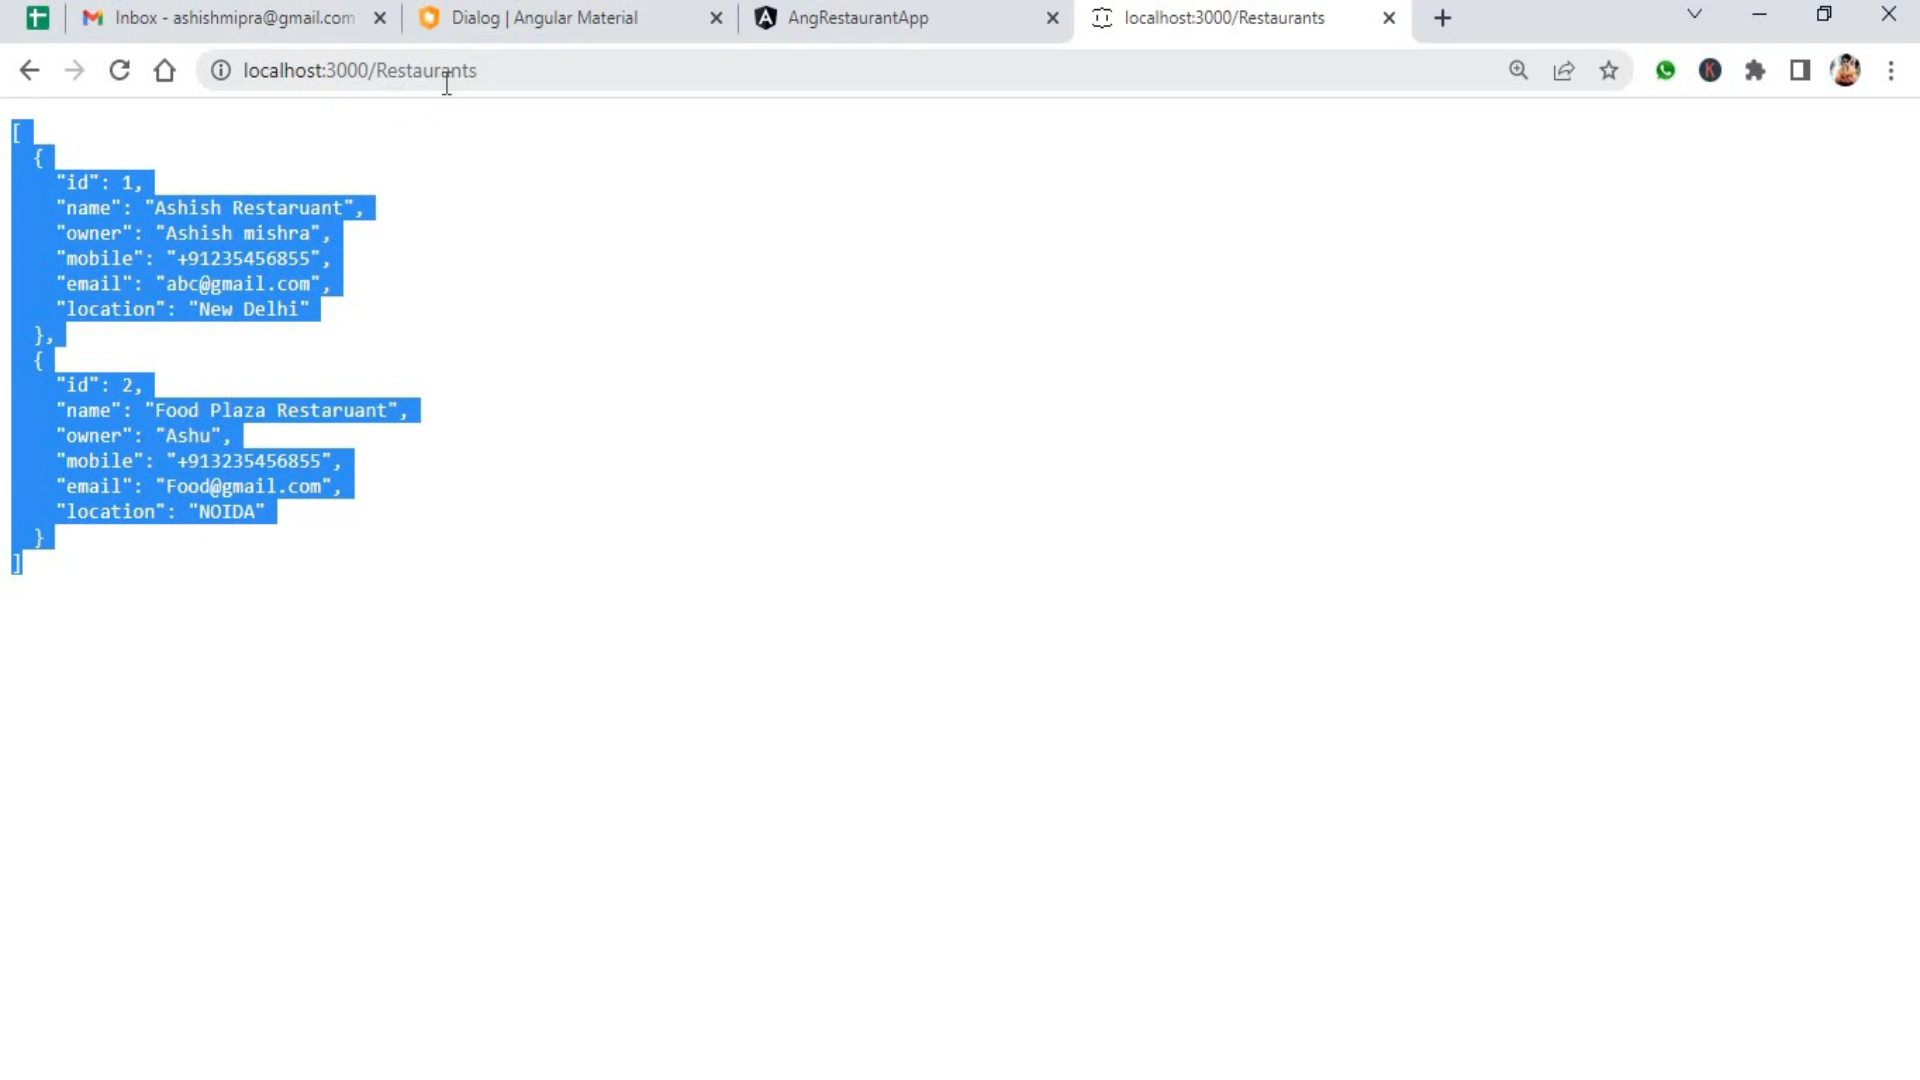 Inbox - ashishmipra@gmail.com
Dialog | Angular Material
AngRestaurantApp
localhost:3000/Restaurants
localhost:3000/Restaurants
K
[
{
"id": 1,
"name": "Ashish Restaruant",
"owner": "Ashish mishra",
"mobile": "+91235456855",
"email": "abc@gmail.com",
"location": "New Delhi"
},
{
"id": 2,
"name": "Food Plaza Restaruant",
"owner": "Ashu",
"mobile": "+913235456855",
"email": "Food@gmail.com",
"location": "NOIDA"
}
]